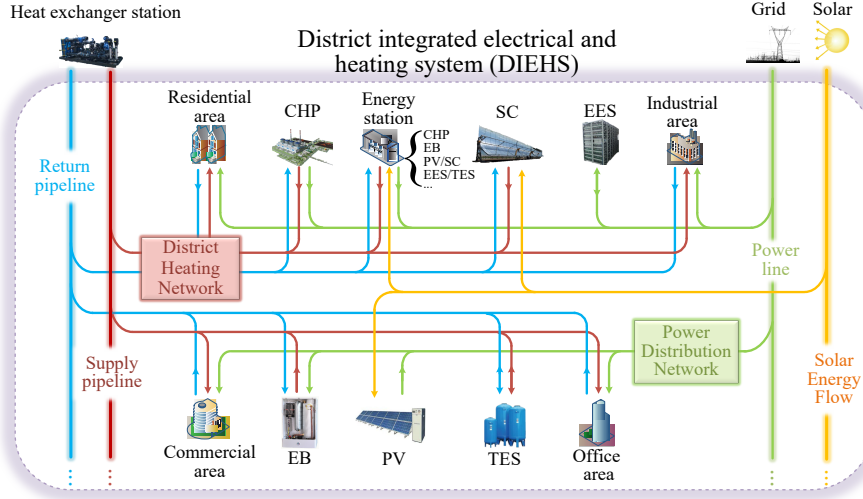 Heat exchanger station
Grid
Solar
District integrated electrical and
heating system (DIEHS)
Residential
area
CHP
Energy
station
CHP
EB
PV/SC
EES/TES
...
SC
EES
Industrial
area
Return
pipeline
District
Heating
Network
Power
line
Supply
pipeline
Power
Distribution
Network
Solar
Energy
Flow
Commercial
area
EB
PV
TES
Office
area